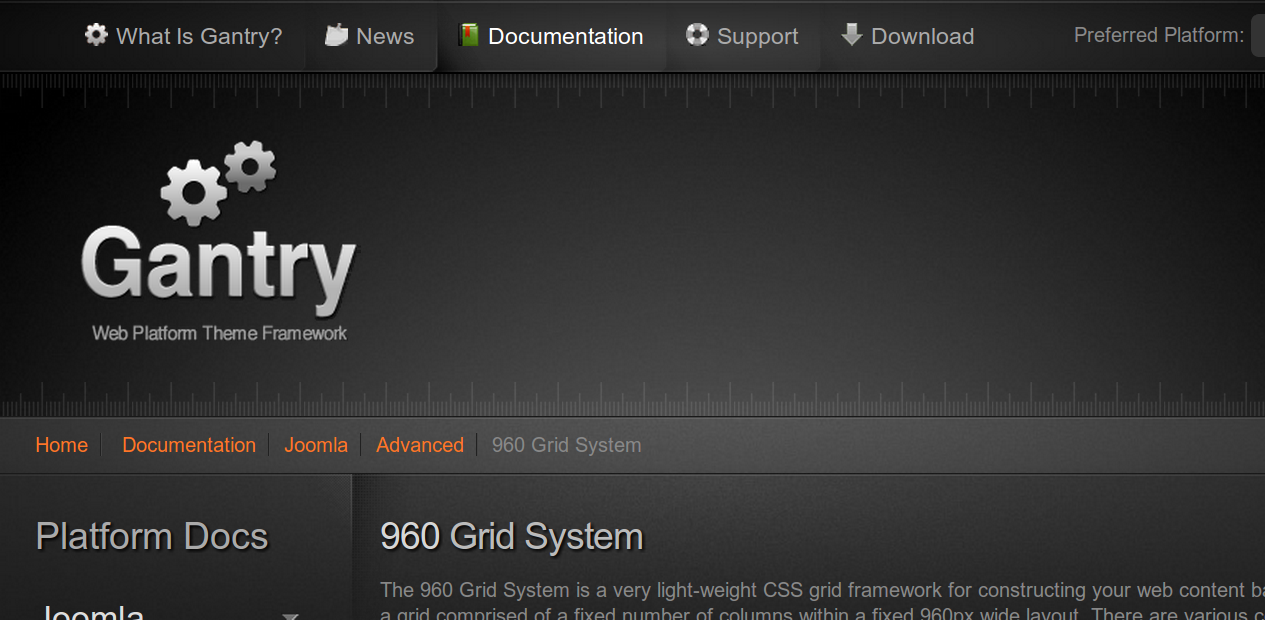 What Is Gantry? News Documentation Support Download Preferred Platform:
Gantry
Web Platform Theme Framework
Home Documentation Joomla Advanced 960 Grid System
Platform Docs
960 Grid System
The 960 Grid System is a very light-weight CSS grid framework for constructing your web content
Joomla
a grid comprised of a fixed number of columns within a fixed 960px wide layout. There are various